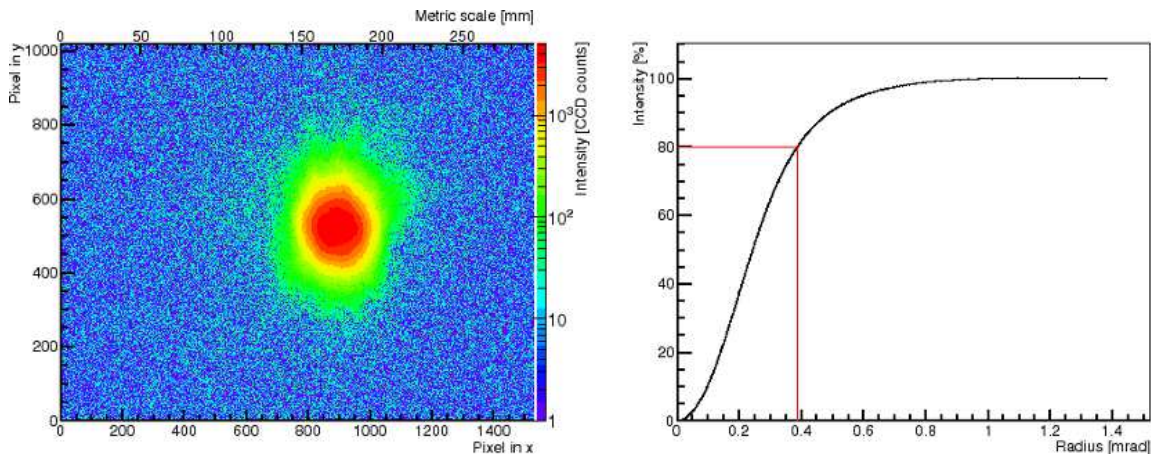 Metric scale [mm]
0 50 100 150 200 250
Pixel in y
1000
800
600
400
200
0
0 200 400 600 800 1000 1200 1400
Pixel in x
Intensity [CCD counts]
10³
10²
10
1
Intensity [%]
100
80
60
40
20
0
0 0.2 0.4 0.6 0.8 1 1.2 1.4
Radius [mrad]